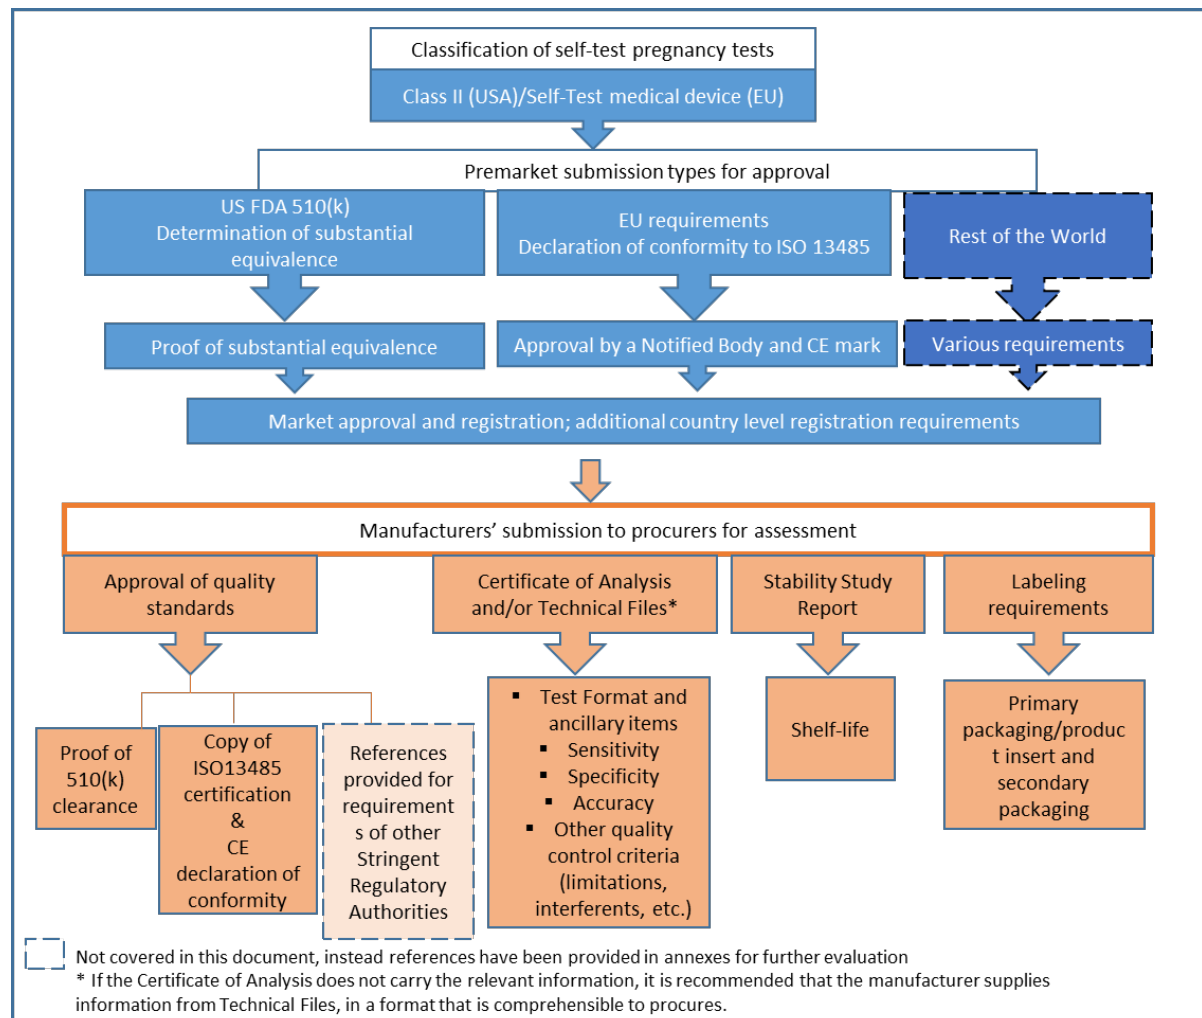 Classification of self-test pregnancy tests
Class II (USA)/Self-Test medical device (EU)
Premarket submission types for approval
US FDA 510(k)
Determination of substantial
equivalence
EU requirements
Declaration of conformity to ISO 13485
Rest of the World
Proof of substantial equivalence
Approval by a Notified Body and CE mark
Various requirements
Market approval and registration; additional country level registration requirements
Manufacturers’ submission to procurers for assessment
Approval of quality
standards
Certificate of Analysis
and/or Technical Files*
Stability Study
Report
Labeling
requirements
Proof of
510(k)
clearance
Copy of
ISO13485
certification
&
CE
declaration of
conformity
References
provided for
requirement
s of other
Stringent
Regulatory
Authorities
▪ Test Format and
ancillary items
▪ Sensitivity
▪ Specificity
▪ Accuracy
▪ Other quality
control criteria
(limitations,
interferents, etc.)
Shelf-life
Primary
packaging/produc
t insert and
secondary
packaging
Not covered in this document, instead references have been provided in annexes for further evaluation
* If the Certificate of Analysis does not carry the relevant information, it is recommended that the manufacturer supplies
information from Technical Files, in a format that is comprehensible to procures.